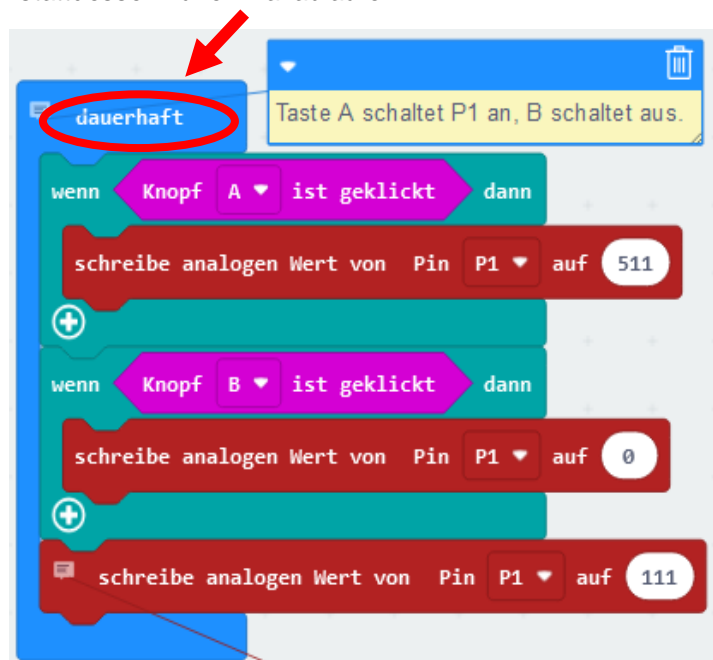 dauerhaft
Taste A schaltet P1 an, B schaltet aus.
wenn Knopf A ist geklickt dann
schreibe analogen Wert von Pin P1 auf 511
wenn Knopf B ist geklickt dann
schreibe analogen Wert von Pin P1 auf 0
schreibe analogen Wert von Pin P1 auf 111